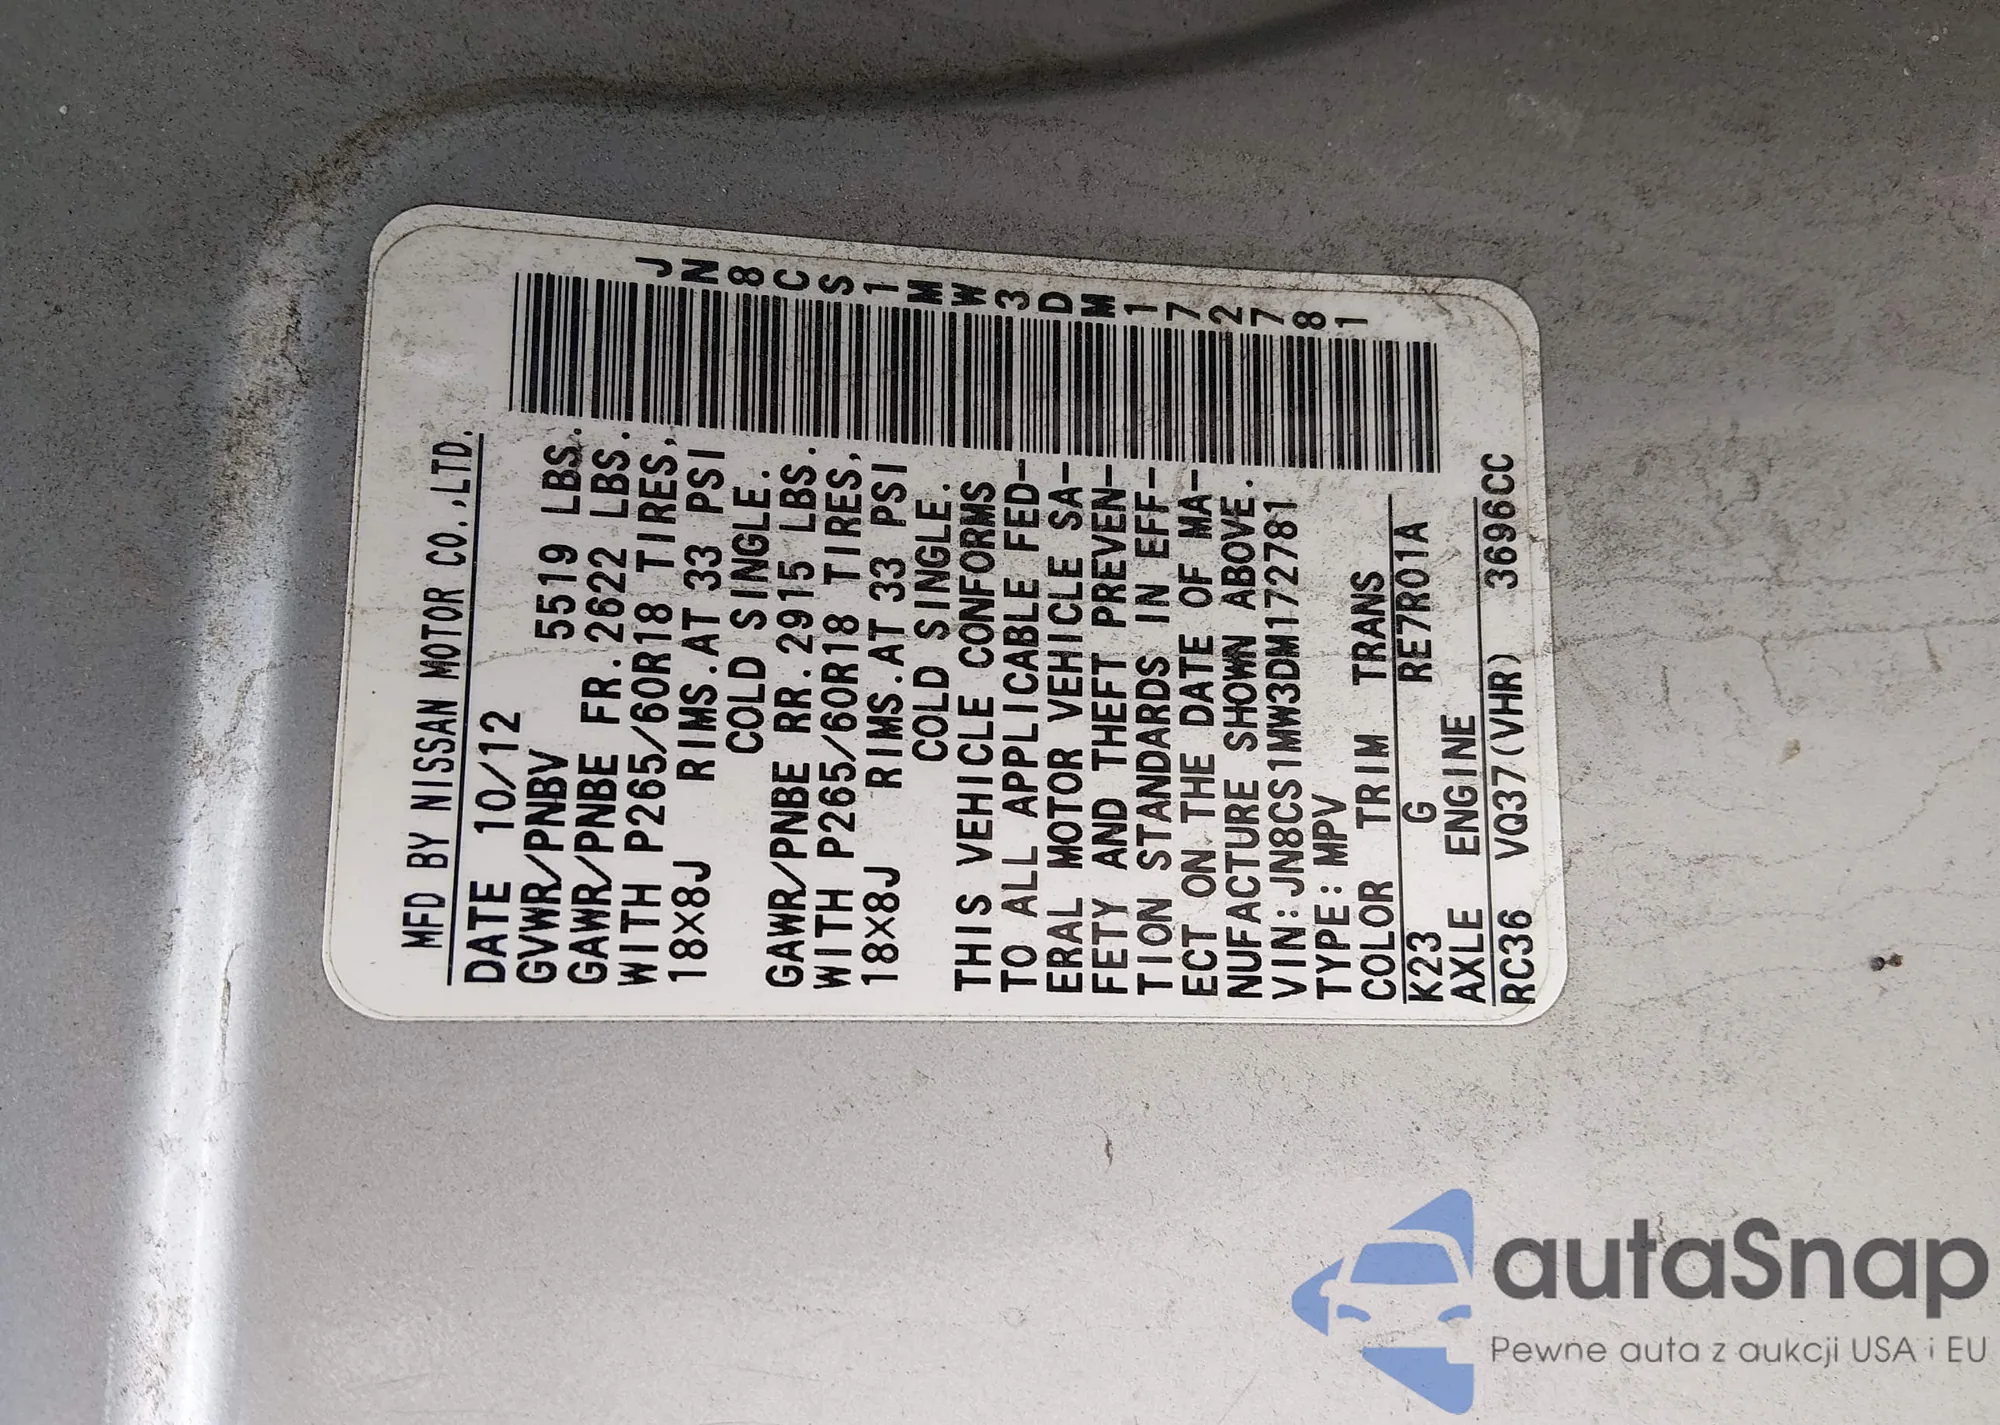 JN8CS1MW3DM172781
MFD BY NISSAN MOTOR CO.,LTD.
DATE 10/12
GVWR/PNBV 5519 LBS.
GAWR/PNBE FR.2622 LBS.
WITH P265/60R18 TIRES,
18×8J RIMS.AT 33 PSI
COLD SINGLE.
GAWR/PNBE RR.2915 LBS.
WITH P265/60R18 TIRES,
18×8J RIMS.AT 33 PSI
COLD SINGLE.
THIS VEHICLE CONFORMS
TO ALL APPLICABLE FED-
ERAL MOTOR VEHICLE SA-
FETY AND THEFT PREVEN-
TION STANDARDS IN EFF-
ECT ON THE DATE OF MA-
NUFACTURE SHOWN ABOVE.
VIN:JN8CS1MW3DM172781
TYPE:MPV
COLOR TRIM TRANS
K23 G RE7R01A
AXLE ENGINE
RC36 VQ37(VHR) 3696CC
autaSnap
Pewne auta z aukcji USA i EU